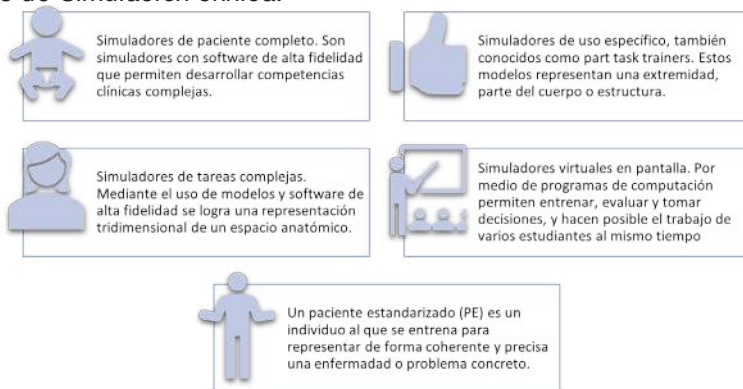 de Simulación clínica.
Simuladores de paciente completo. Son
simuladores con software de alta fidelidad
que permiten desarrollar competencias
clínicas complejas.
Simuladores de uso específico, también
conocidos como part task trainers. Estos
modelos representan una extremidad,
parte del cuerpo o estructura.
Simuladores de tareas complejas.
Mediante el uso de modelos y software de
alta fidelidad se logra una representación
tridimensional de un espacio anatómico.
Simuladores virtuales en pantalla. Por
medio de programas de computación
permiten entrenar, evaluar y tomar
decisiones, y hacen posible el trabajo de
varios estudiantes al mismo tiempo
Un paciente estandarizado (PE) es un
individuo al que se entrena para
representar de forma coherente y precisa
una enfermadad o problema concreto.